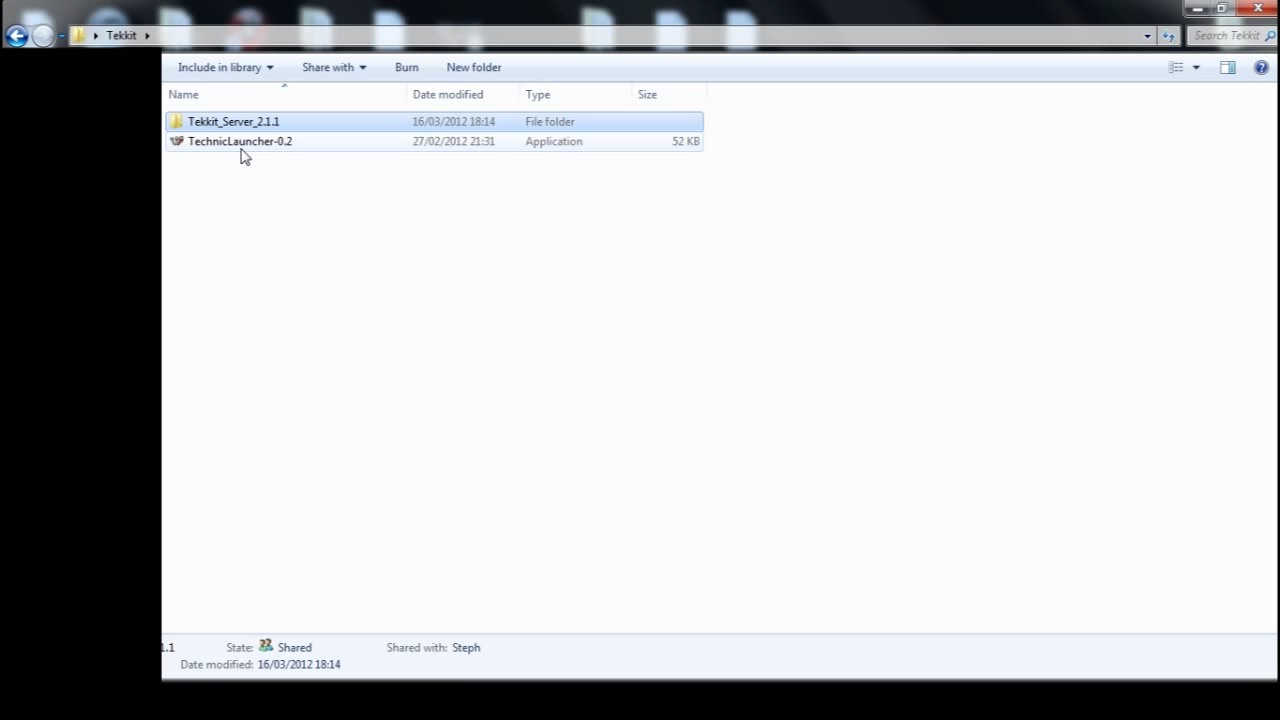 Tekkit
Search Tekkit
Include in library
Share with
Burn
New folder
Name
Date modified
Type
Size
Tekkit_Server_2.1.1
16/03/2012 18:14
File folder
TechnicLauncher-0.2
27/02/2012 21:31
Application
52 KB
1.1
State:
Shared
Shared with: Steph
Date modified: 16/03/2012 18:14